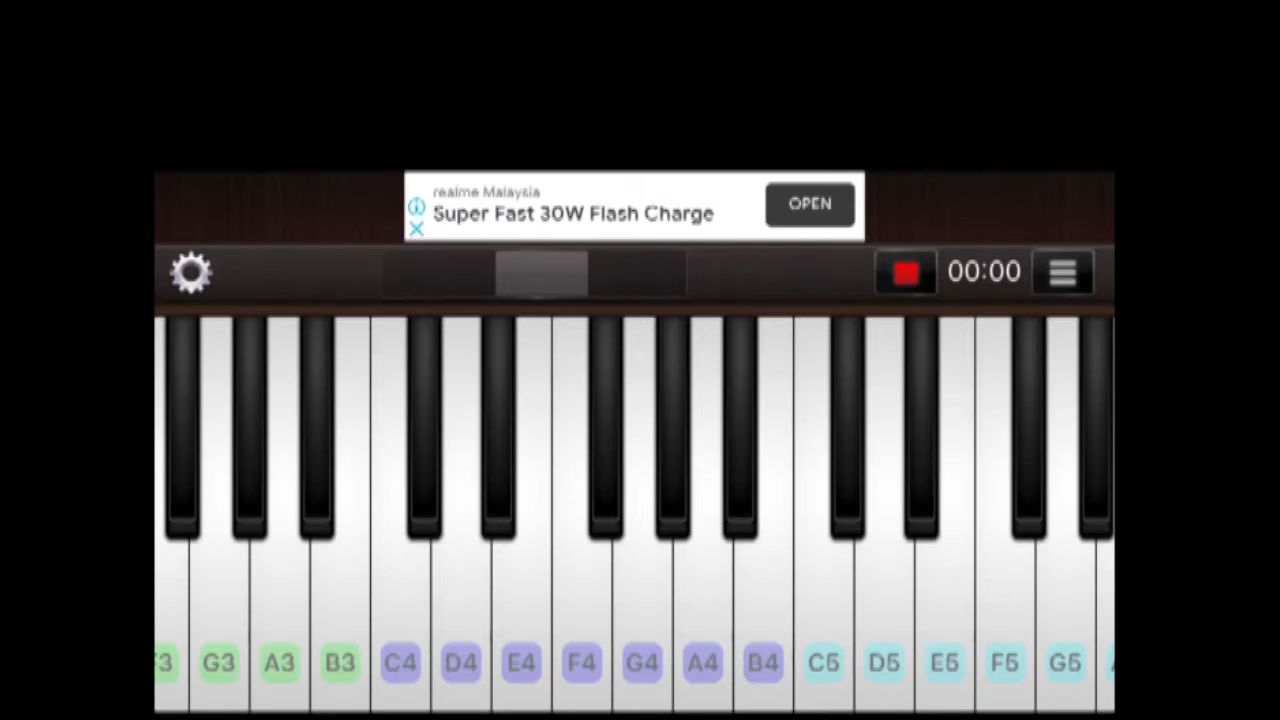 realme Malaysia
Super Fast 30W Flash Charge
OPEN
00:00
F3 G3 A3 B3 C4 D4 E4 F4 G4 A4 B4 C5 D5 E5 F5 G5